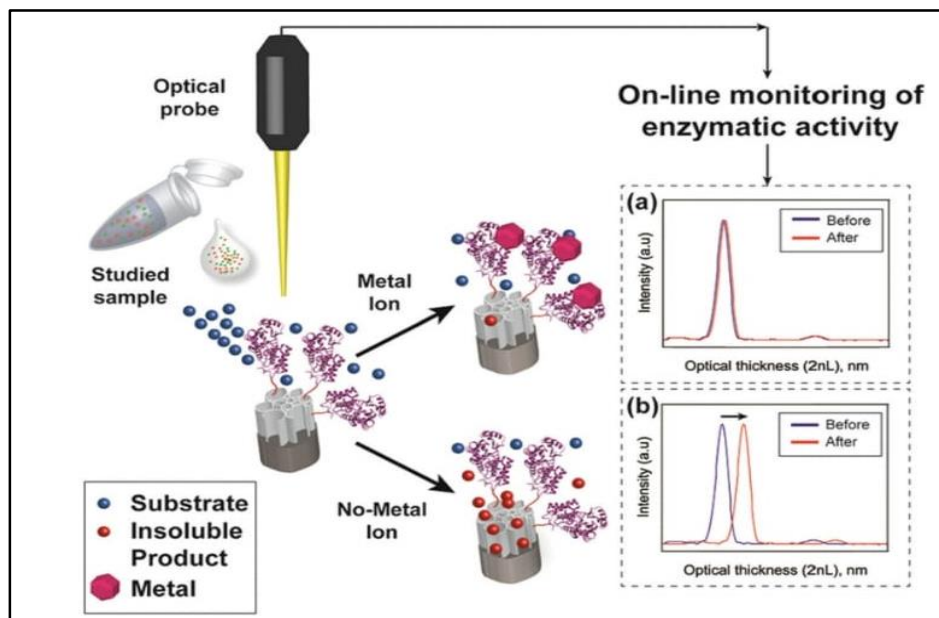 Optical
probe
On-line monitoring of
enzymatic activity
Studied
sample
Metal
Ion
No-Metal
Ion
Substrate
Insoluble
Product
Metal
(a)
Before
After
Intensity (a.u)
Optical thickness (2nL), nm
(b)
Before
After
Intensity (a.u)
Optical thickness (2nL), nm